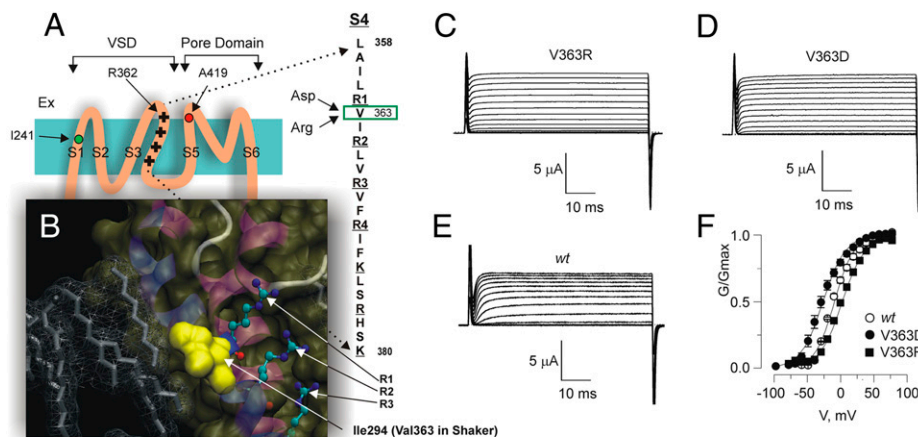 A
VSD
Pore Domain
R362
A419
Ex
I241
S1
S2
S3
S5
S6
S4
L 358
A
I
L
R1
Asp
V 363
Arg
I
R2
L
V
R3
V
F
R4
I
F
K
L
S
R
H
S
K 380
B
R1
R2
R3
Ile294 (Val363 in Shaker)
C
V363R
5 µA
10 ms
D
V363D
5 µA
10 ms
E
wt
5 µA
10 ms
F
G/Gmax
1.0
0.5
0.0
wt
V363D
V363R
-100 -50 0 50 100
V, mV